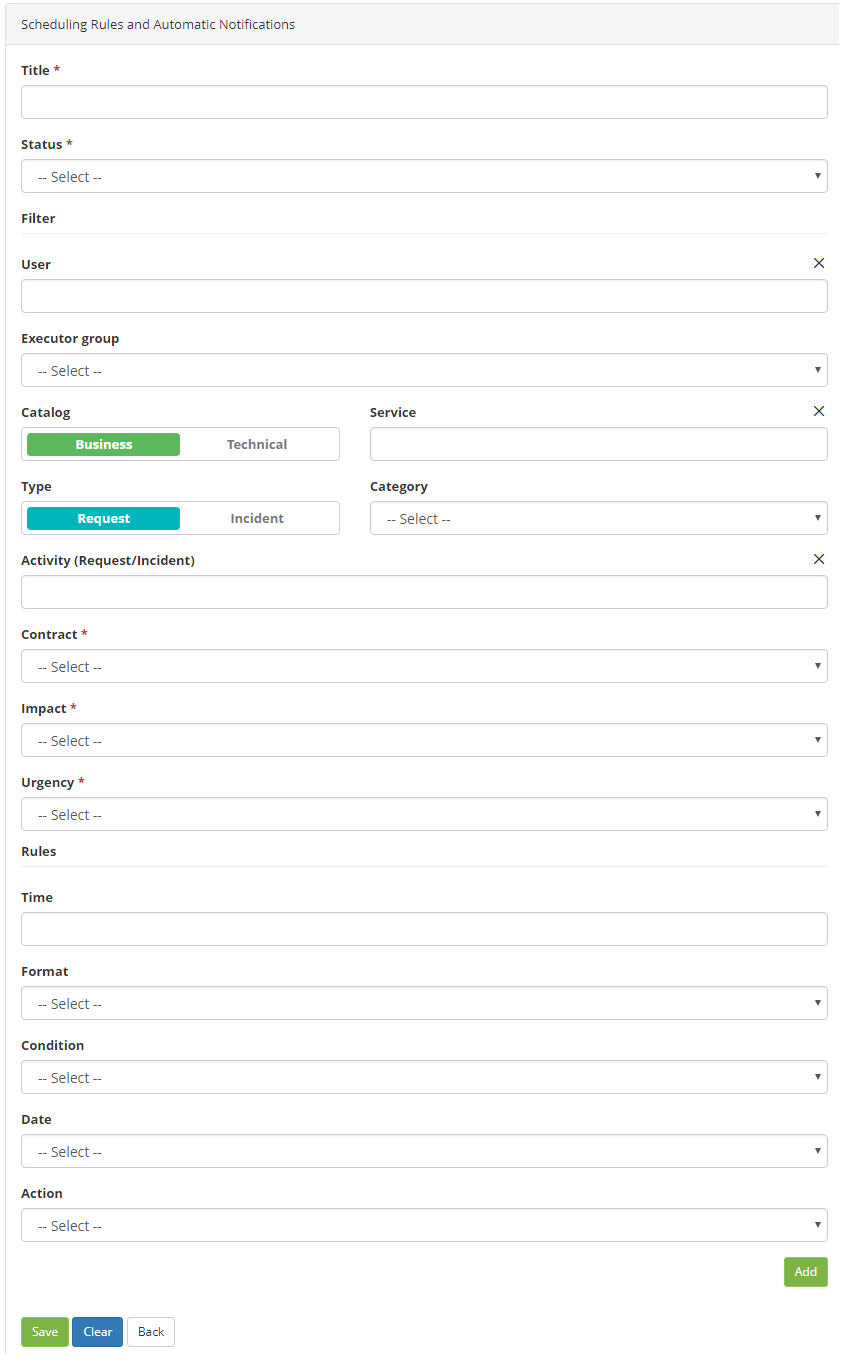 Scheduling Rules and Automatic Notifications
Title *
Status *
-- Select --
Filter
User
Executor group
-- Select --
Catalog Service
Business Technical
Type Category
Request Incident -- Select --
Activity (Request/Incident)
Contract *
-- Select --
Impact *
-- Select --
Urgency *
-- Select --
Rules
Time
Format
-- Select --
Condition
-- Select --
Date
-- Select --
Action
-- Select --
Add
Save Clear Back